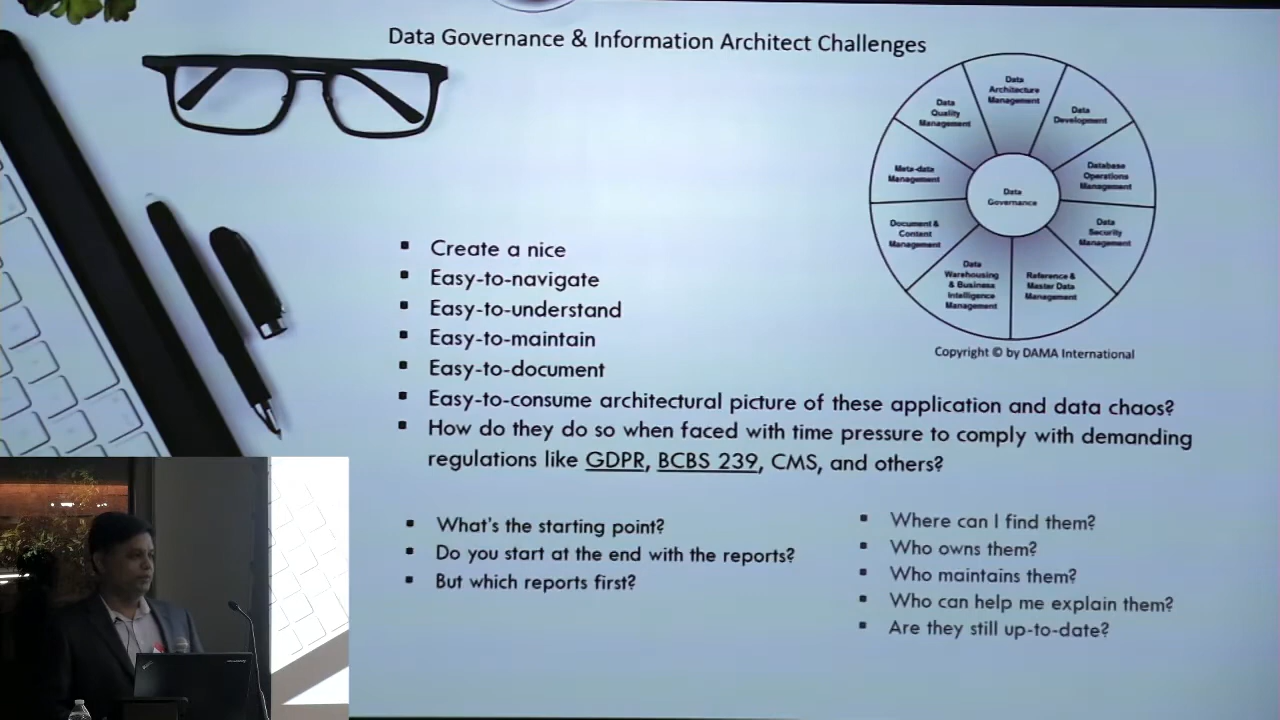 Data Governance & Information Architect Challenges
Data
Architecture
Management
Data
Development
Database
Operations
Management
Data
Security
Management
Reference &
Master Data
Management
Data
Warehousing
& Business
Intelligence
Management
Document &
Content
Management
Meta-data
Management
Data
Quality
Management
Data
Governance
Copyright © by DAMA International
▪ Create a nice
▪ Easy-to-navigate
▪ Easy-to-understand
▪ Easy-to-maintain
▪ Easy-to-document
▪ Easy-to-consume architectural picture of these application and data chaos?
▪ How do they do so when faced with time pressure to comply with demanding
regulations like GDPR, BCBS 239, CMS, and others?
▪ What's the starting point?
▪ Do you start at the end with the reports?
▪ But which reports first?
▪ Where can I find them?
▪ Who owns them?
▪ Who maintains them?
▪ Who can help me explain them?
▪ Are they still up-to-date?